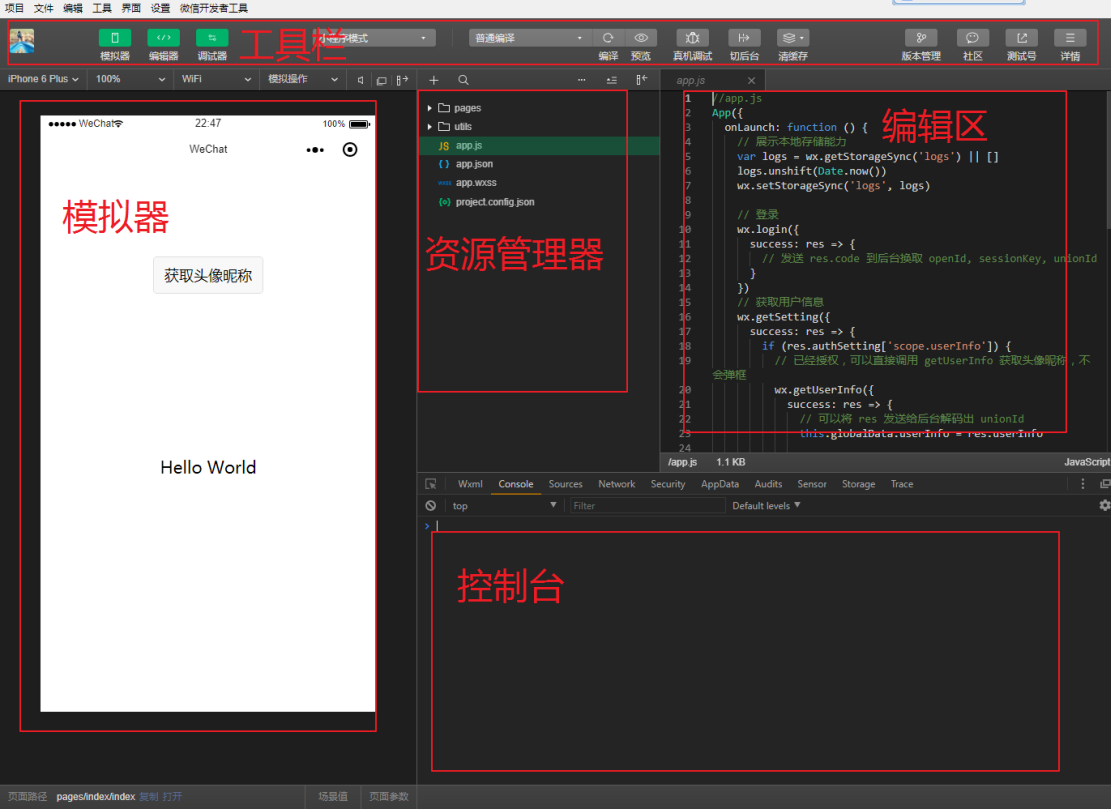 项目 文件 编辑 工具 界面 设置 微信开发者工具
模拟器 编辑器 调试器 工具栏 小程序模式 普通编译 编译 预览 真机调试 切后台 清缓存 版本管理 社区 测试号 详情
iPhone 6 Plus 100% WiFi 模拟操作
app.js
WeChat 22:47 100%
WeChat
模拟器
获取头像昵称
Hello World
pages
utils
JS app.js
{ } app.json
wxss app.wxss
{o} project.config.json
资源管理器
编辑区
1 //app.js
2 App({
3 onLaunch: function () {
4 // 展示本地存储能力
5 var logs = wx.getStorageSync('logs') || []
6 logs.unshift(Date.now())
7 wx.setStorageSync('logs', logs)
8
9 // 登录
10 wx.login({
11 success: res => {
12 // 发送 res.code 到后台换取 openId, sessionKey, unionId
13 }
14 })
15 // 获取用户信息
16 wx.getSetting({
17 success: res => {
18 if (res.authSetting['scope.userInfo']) {
19 // 已经授权，可以直接调用 getUserInfo 获取头像昵称，不
会弹框
20 wx.getUserInfo({
21 success: res => {
22 // 可以将 res 发送给后台解码出 unionId
23 this.globalData.userInfo = res.userInfo
24
/app.js 1.1 KB JavaScript
Wxml Console Sources Network Security AppData Audits Sensor Storage Trace
top Filter Default levels
控制台
页面路径 pages/index/index 复制 打开 场景值 页面参数